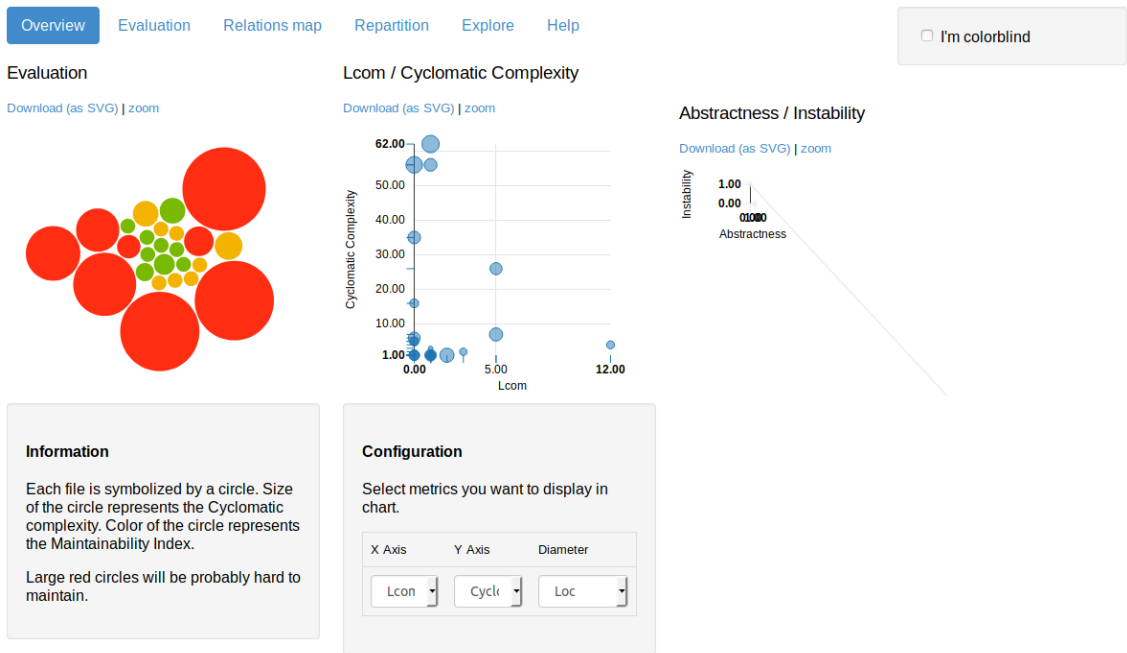 Overview Evaluation Relations map Repartition Explore Help
I'm colorblind
Evaluation
Download (as SVG) | zoom
Lcom / Cyclomatic Complexity
Download (as SVG) | zoom
62.00
50.00
40.00
30.00
20.00
10.00
1.00
Cyclomatic Complexity
0.00 5.00 12.00
Lcom
Abstractness / Instability
Download (as SVG) | zoom
Instability
1.00
0.00
Abstractness
Information
Each file is symbolized by a circle. Size
of the circle represents the Cyclomatic
complexity. Color of the circle represents
the Maintainability Index.
Large red circles will be probably hard to
maintain.
Configuration
Select metrics you want to display in
chart.
X Axis Y Axis Diameter
Lcon Cyclo Loc